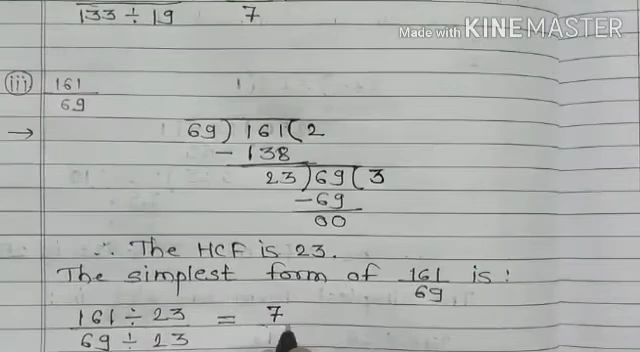 133 ÷ 19   7
Made with KINEMASTER
(iii) 161
69
→ 69) 161 (2
- 138
23) 69 (3
- 69
00
∴ The HCF is 23.
The simplest form of 161/69 is :
161 ÷ 23 = 7
69 ÷ 23